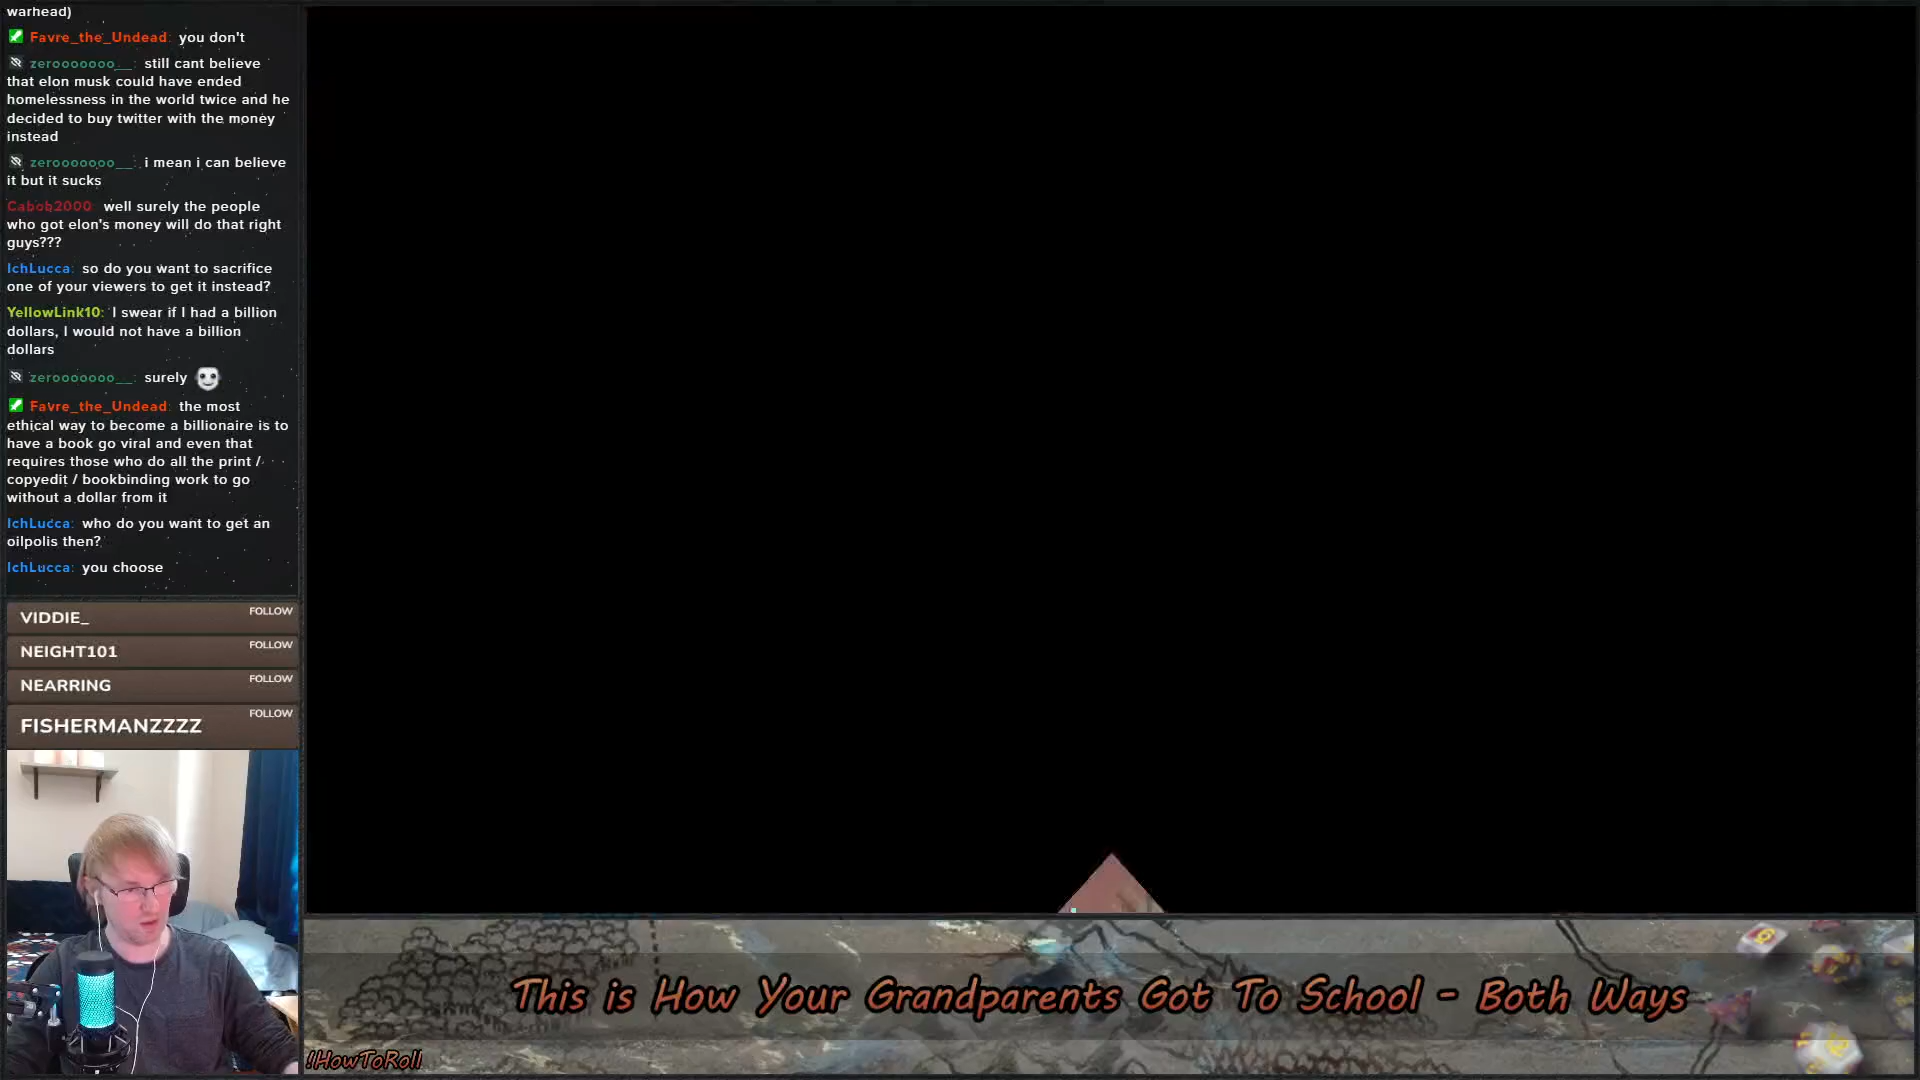 warhead)
Favre_the_Undead: you don't
zerooooooo__: still cant believe
that elon musk could have ended
homelessness in the world twice and he
decided to buy twitter with the money
instead
zerooooooo__: i mean i can believe
it but it sucks
Cabob2000: well surely the people
who got elon's money will do that right
guys???
IchLucca: so do you want to sacrifice
one of your viewers to get it instead?
YellowLink10: I swear if I had a billion
dollars, I would not have a billion
dollars
zerooooooo__: surely
Favre_the_Undead: the most
ethical way to become a billionaire is to
have a book go viral and even that
requires those who do all the print /
copyedit / bookbinding work to go
without a dollar from it
IchLucca: who do you want to get an
oilpolis then?
IchLucca: you choose
VIDDIE_ FOLLOW
NEIGHT101 FOLLOW
NEARRING FOLLOW
FISHERMANZZZZ FOLLOW
This is How Your Grandparents Got To School - Both Ways
!HowToRoll